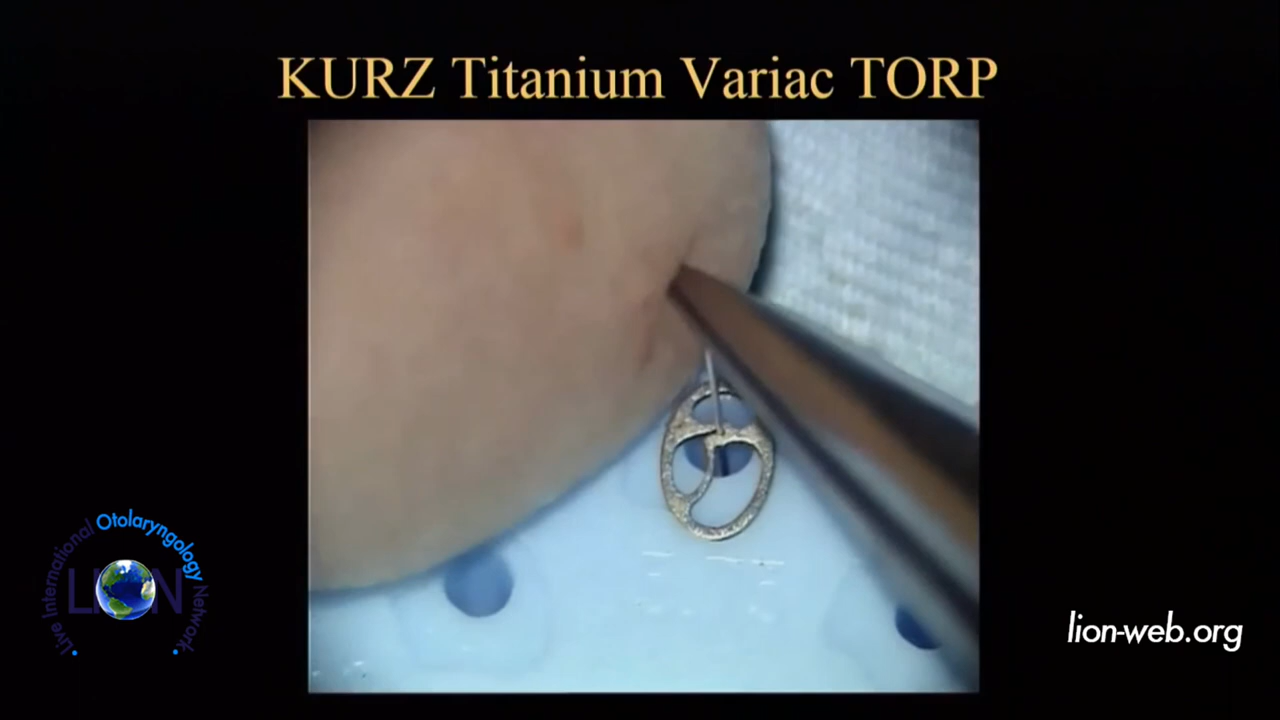 KURZ Titanium Variac TORP
Live International Otolaryngology Network
LION
lion-web.org